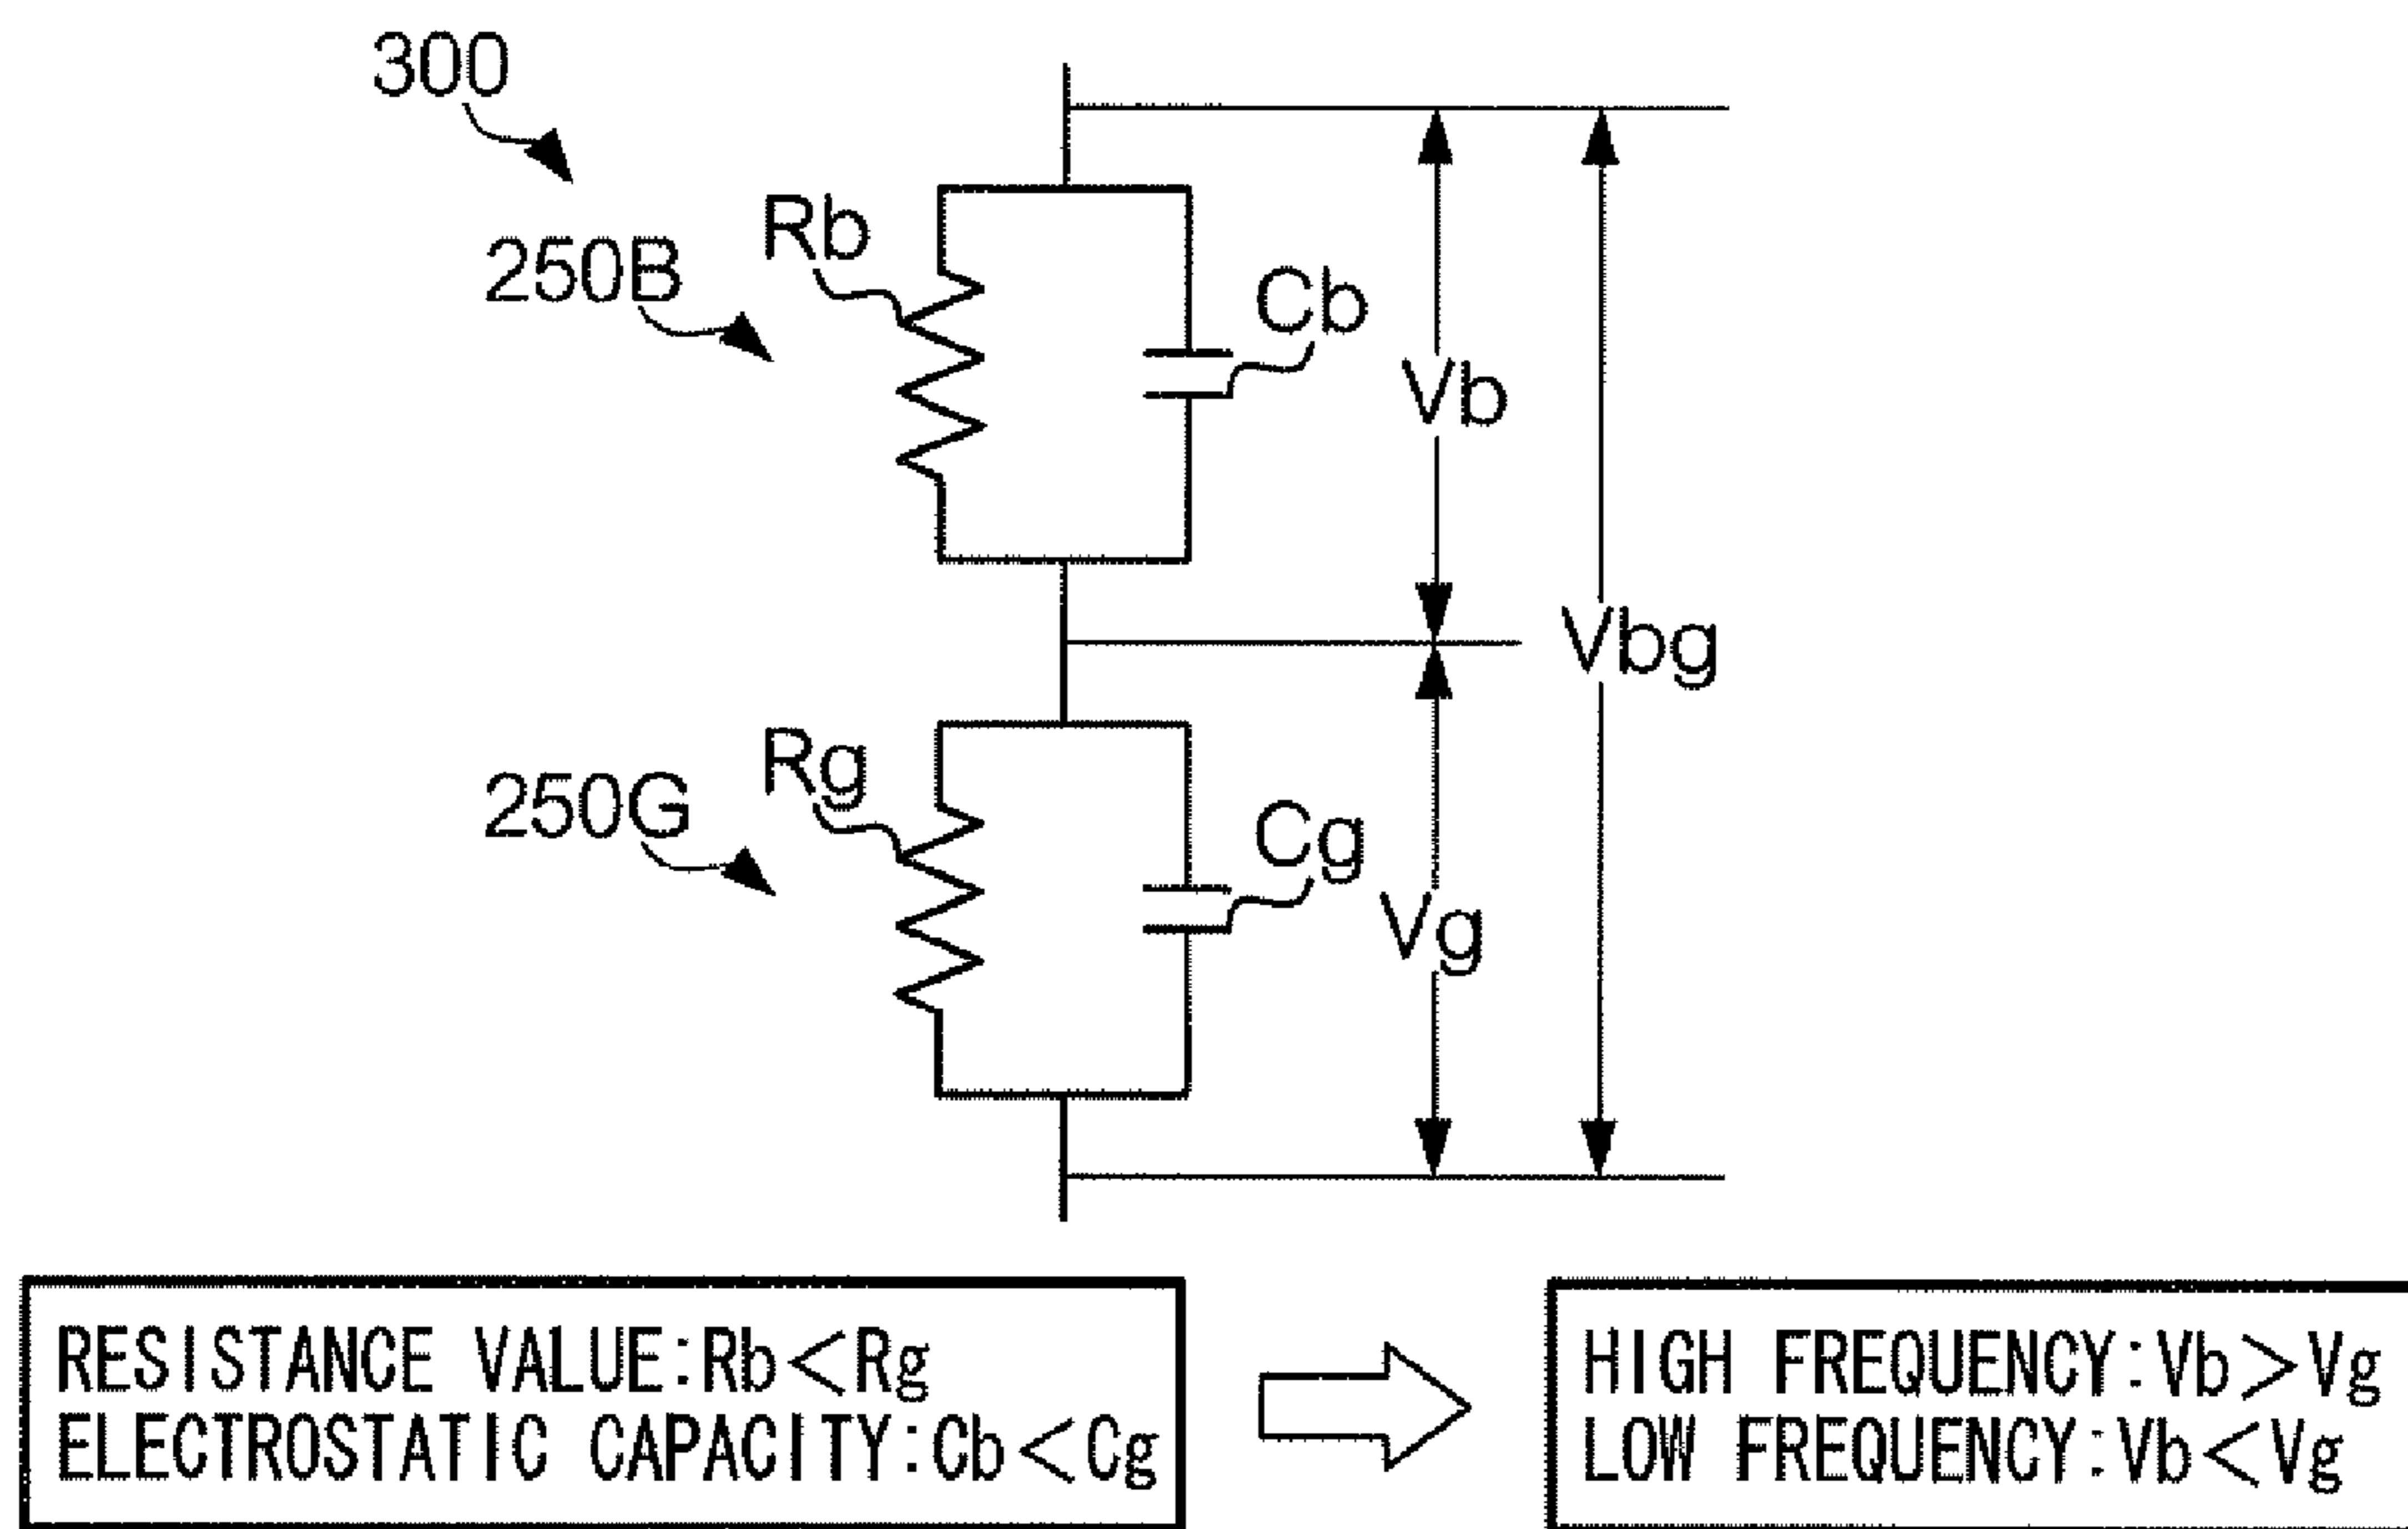 300
250B
Rb
Cb
Vb
Vbg
250G
Rg
Cg
Vg
RESISTANCE VALUE:Rb<Rg
ELECTROSTATIC CAPACITY:Cb<Cg
HIGH FREQUENCY:Vb>Vg
LOW FREQUENCY:Vb<Vg